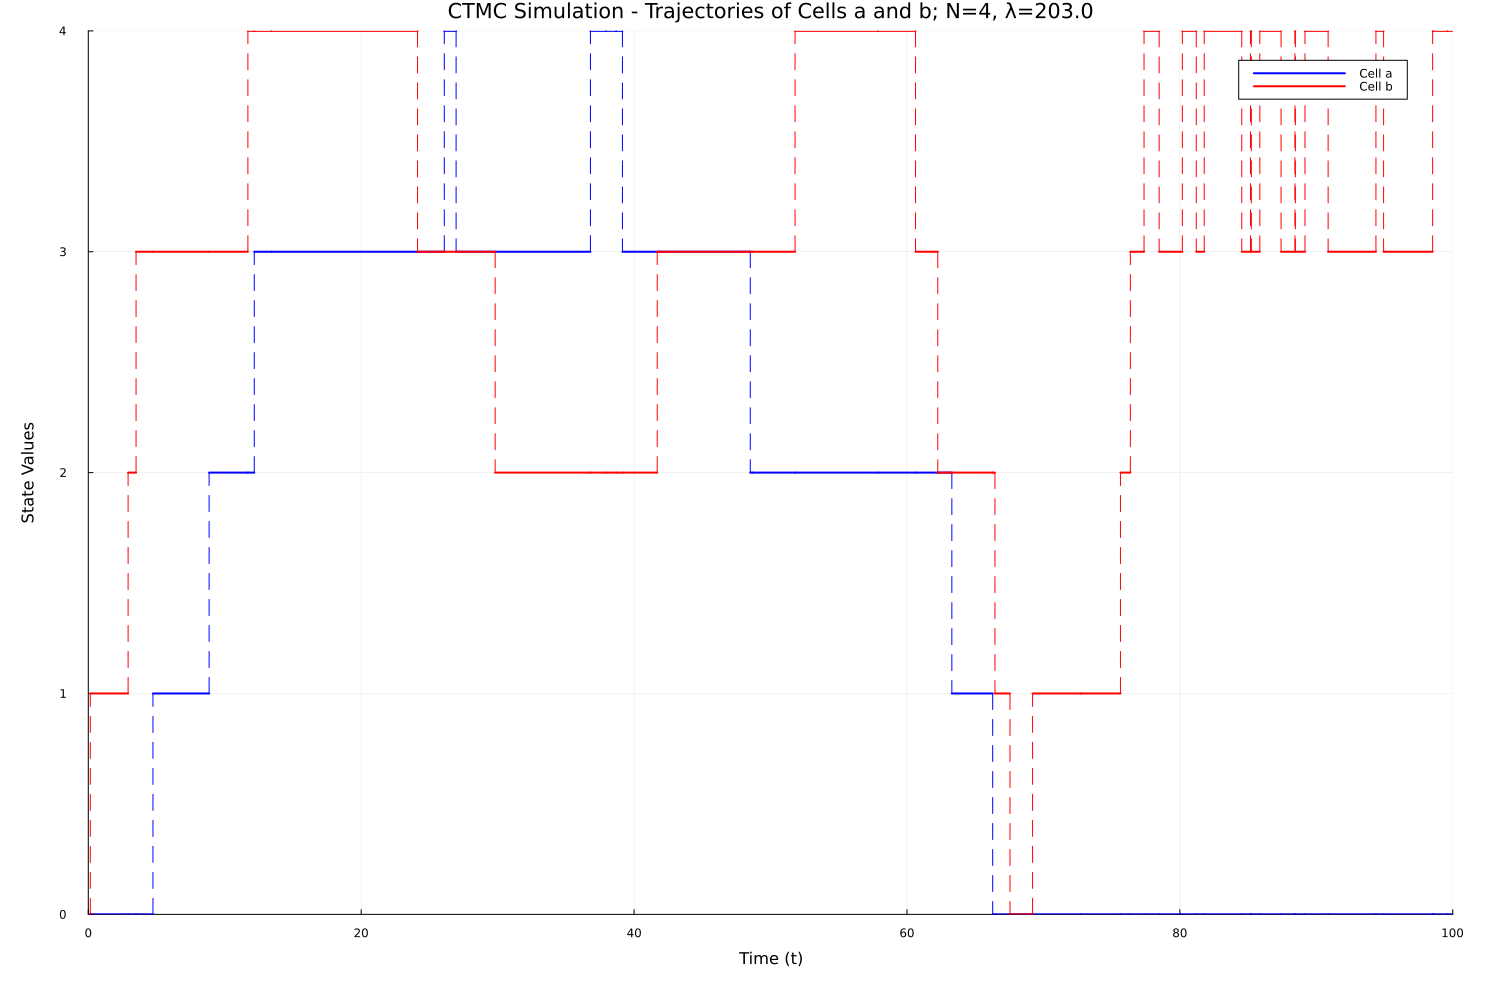 CTMC Simulation - Trajectories of Cells a and b; N=4, λ=203.0
4
Cell a
Cell b
3
State Values
2
1
0
0 20 40 60 80 100
Time (t)